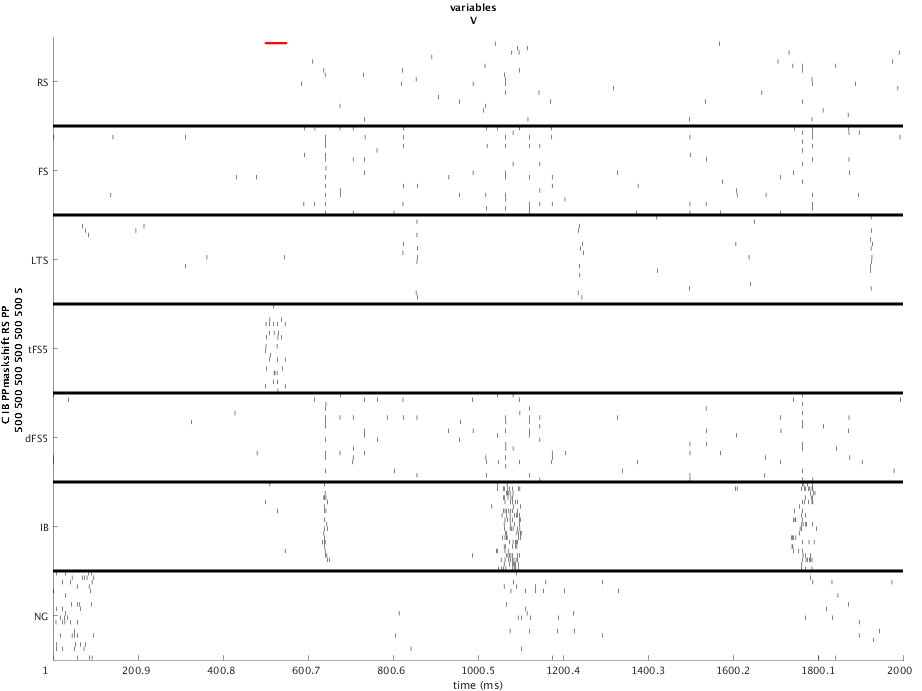 variables
V
RS
FS
LTS
tFS5
dFS5
IB
NG
C IB PPmaskshift RS PP
500 500 500 500 500 500 5
1
200.9
400.8
600.7
800.6
1000.5
1200.4
1400.3
1600.2
1800.1
2000
time (ms)